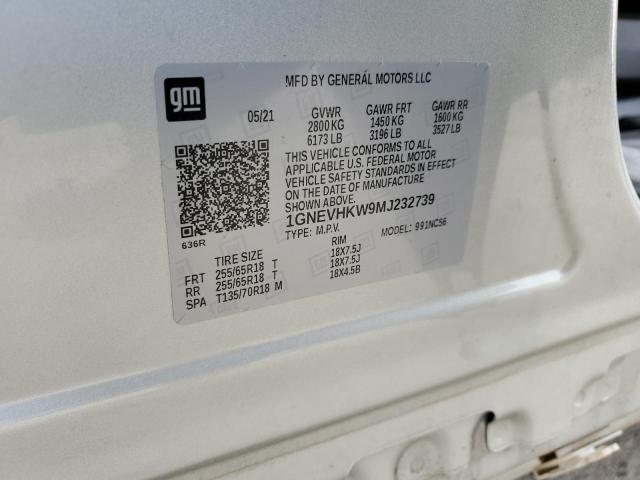 gm
MFD BY GENERAL MOTORS LLC
05/21 GVWR GAWR FRT GAWR RR
2800 KG 1450 KG 1600 KG
6173 LB 3196 LB 3527 LB
THIS VEHICLE CONFORMS TO ALL
APPLICABLE U.S. FEDERAL MOTOR
VEHICLE SAFETY STANDARDS IN EFFECT
ON THE DATE OF MANUFACTURE
SHOWN ABOVE.
1GNEVHKW9MJ232739
TYPE: M.P.V. MODEL: 991NC56
636R
TIRE SIZE RIM
FRT 255/65R18 T 18X7.5J
RR 255/65R18 T 18X7.5J
SPA T135/70R18 M 18X4.5B